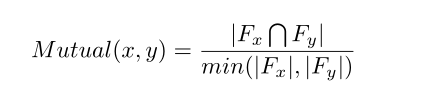 Mutual(x, y) = |F_x ⋂ F_y| / min(|F_x|, |F_y|)